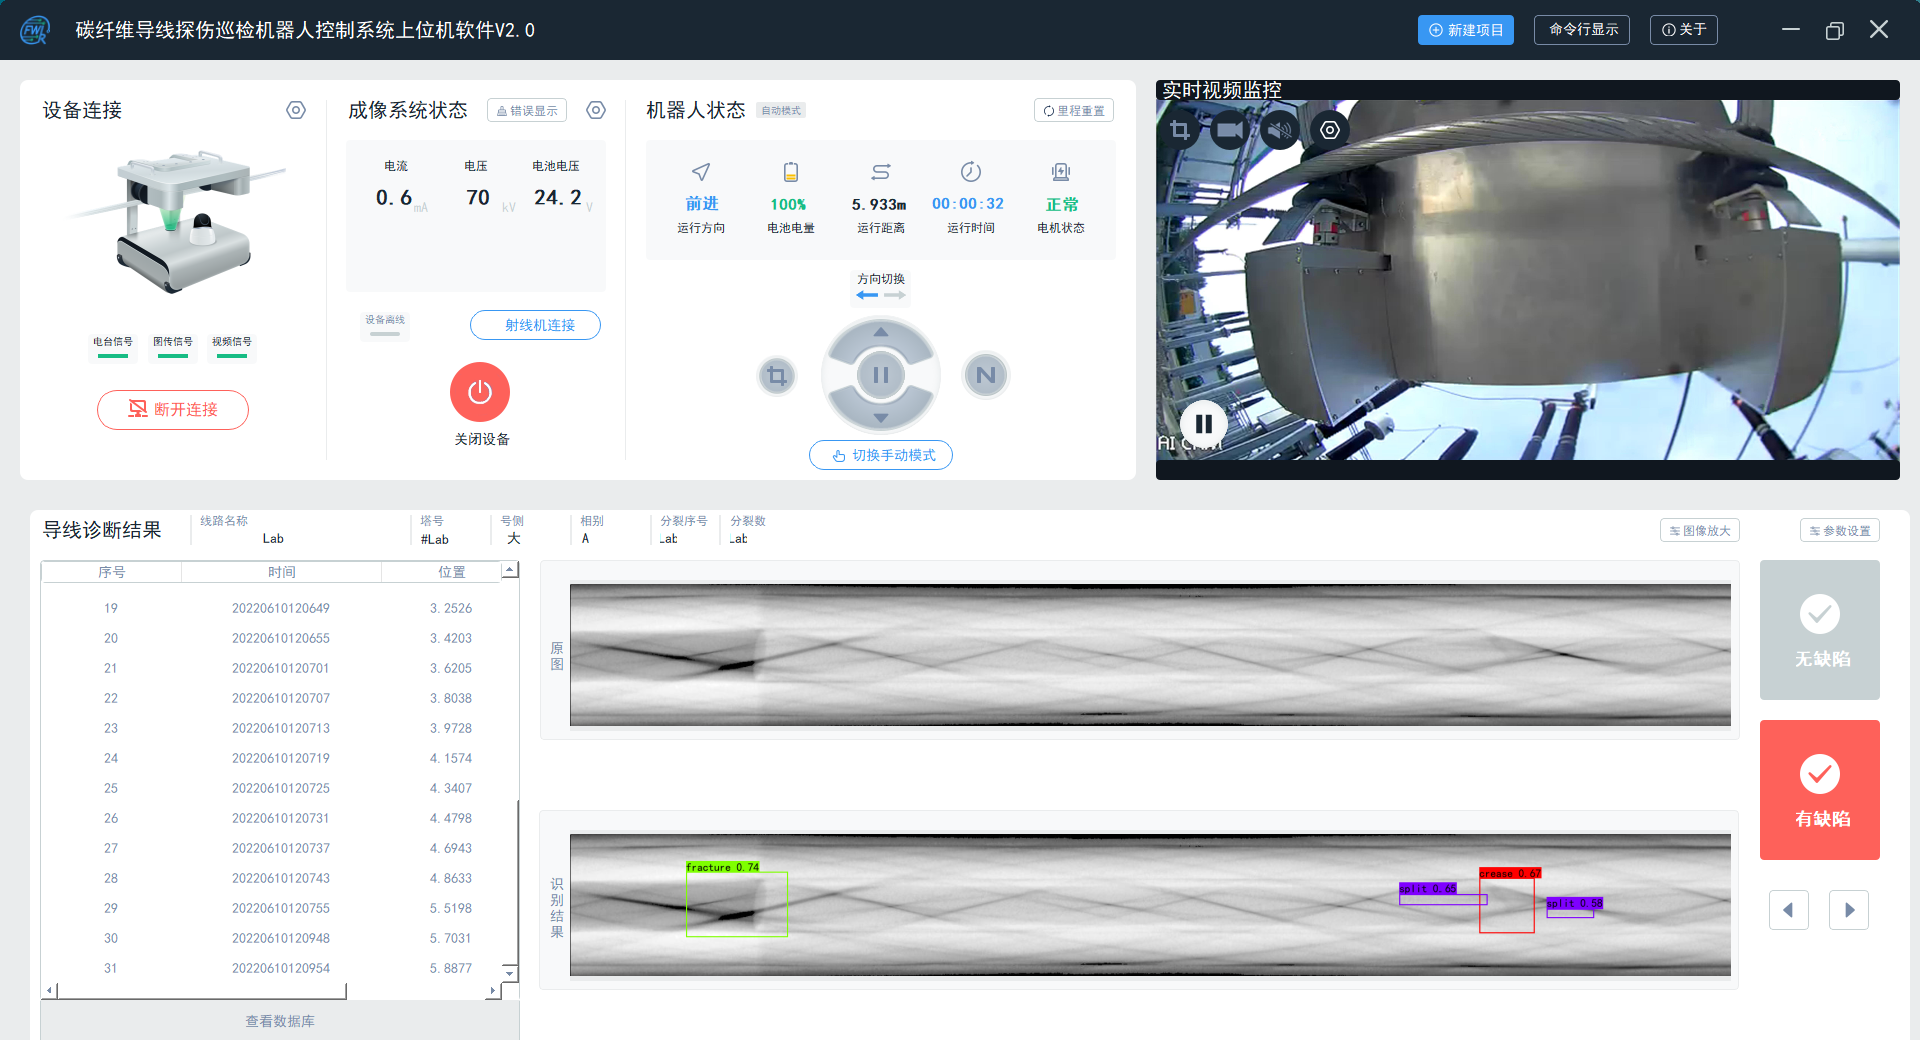 碳纤维导线探伤巡检机器人控制系统上位机软件V2.0
新建项目
命令行显示
关于
设备连接
电台信号
图传信号
视频信号
断开连接
成像系统状态
错误显示
电流
电压
电池电压
0.6 mA
70 kV
24.2 V
设备离线
射线机连接
关闭设备
机器人状态
自动模式
里程重置
前进
100%
5.933m
00:00:32
正常
运行方向
电池电量
运行距离
运行时间
电机状态
方向切换
N
切换手动模式
实时视频监控
导线诊断结果
线路名称
Lab
塔号
#Lab
号侧
大
相别
A
分裂序号
Lab
分裂数
Lab
图像放大
参数设置
序号 时间 位置
19 20220610120649 3.2526
20 20220610120655 3.4203
21 20220610120701 3.6205
22 20220610120707 3.8038
23 20220610120713 3.9728
24 20220610120719 4.1574
25 20220610120725 4.3407
26 20220610120731 4.4798
27 20220610120737 4.6943
28 20220610120743 4.8633
29 20220610120755 5.5198
30 20220610120948 5.7031
31 20220610120954 5.8877
查看数据库
原图
识别结果
fracture 0.74
split 0.65
crease 0.67
split 0.58
无缺陷
有缺陷